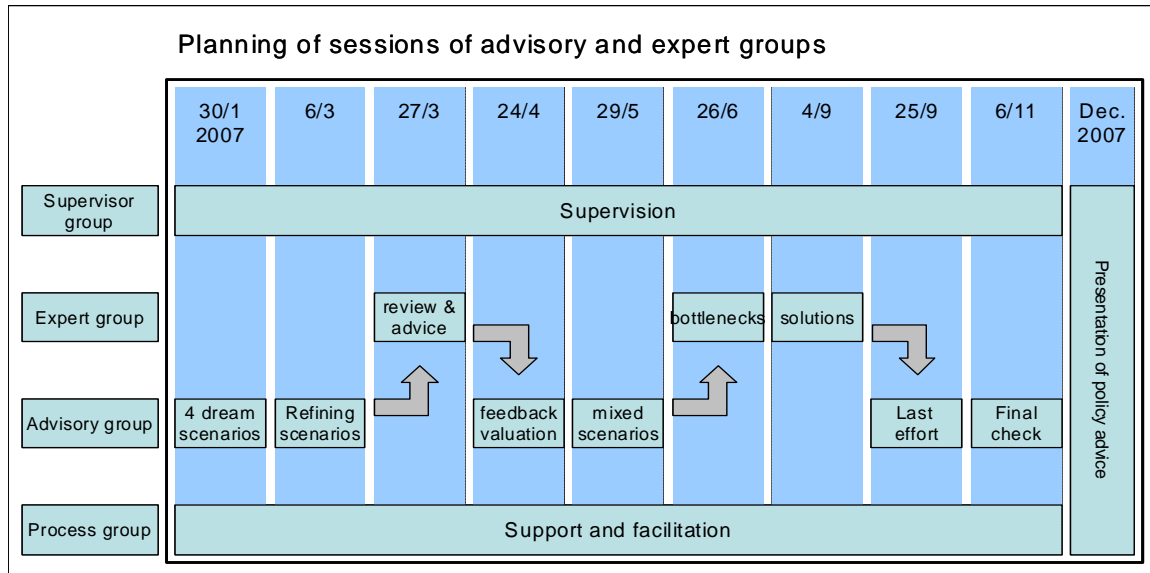 Planning of sessions of advisory and expert groups
30/1
2007
6/3
27/3
24/4
29/5
26/6
4/9
25/9
6/11
Dec.
2007
Supervisor
group
Supervision
Expert group
review &
advice
bottlenecks
solutions
Advisory group
4 dream
scenarios
Refining
scenarios
feedback
valuation
mixed
scenarios
Last
effort
Final
check
Process group
Support and facilitation
Presentation of policy advice